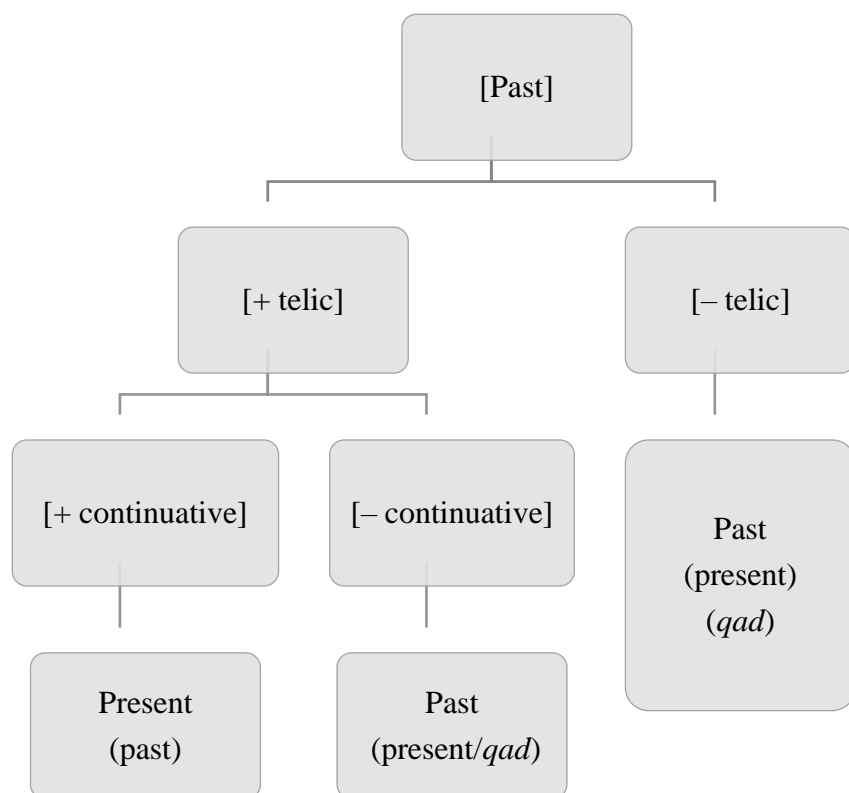 [Past]
[+ telic]
[– telic]
[+ continuative]
[– continuative]
Past
(present)
(qad)
Present
(past)
Past
(present/qad)